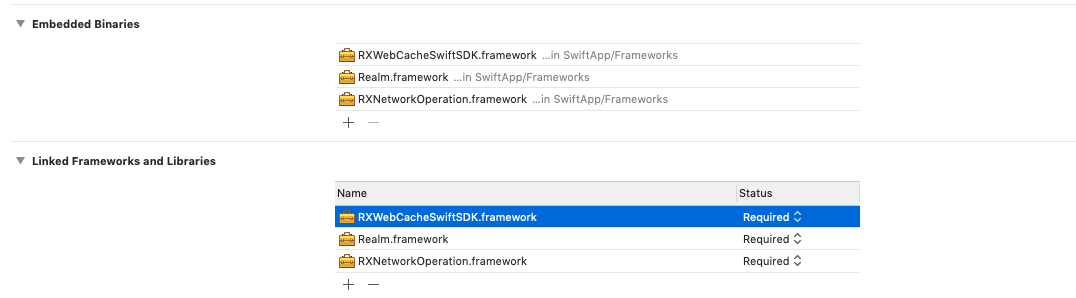 Embedded Binaries
RXWebCacheSwiftSDK.framework ...in SwiftApp/Frameworks
Realm.framework ...in SwiftApp/Frameworks
RXNetworkOperation.framework ...in SwiftApp/Frameworks
Linked Frameworks and Libraries
Name Status
RXWebCacheSwiftSDK.framework Required
Realm.framework Required
RXNetworkOperation.framework Required